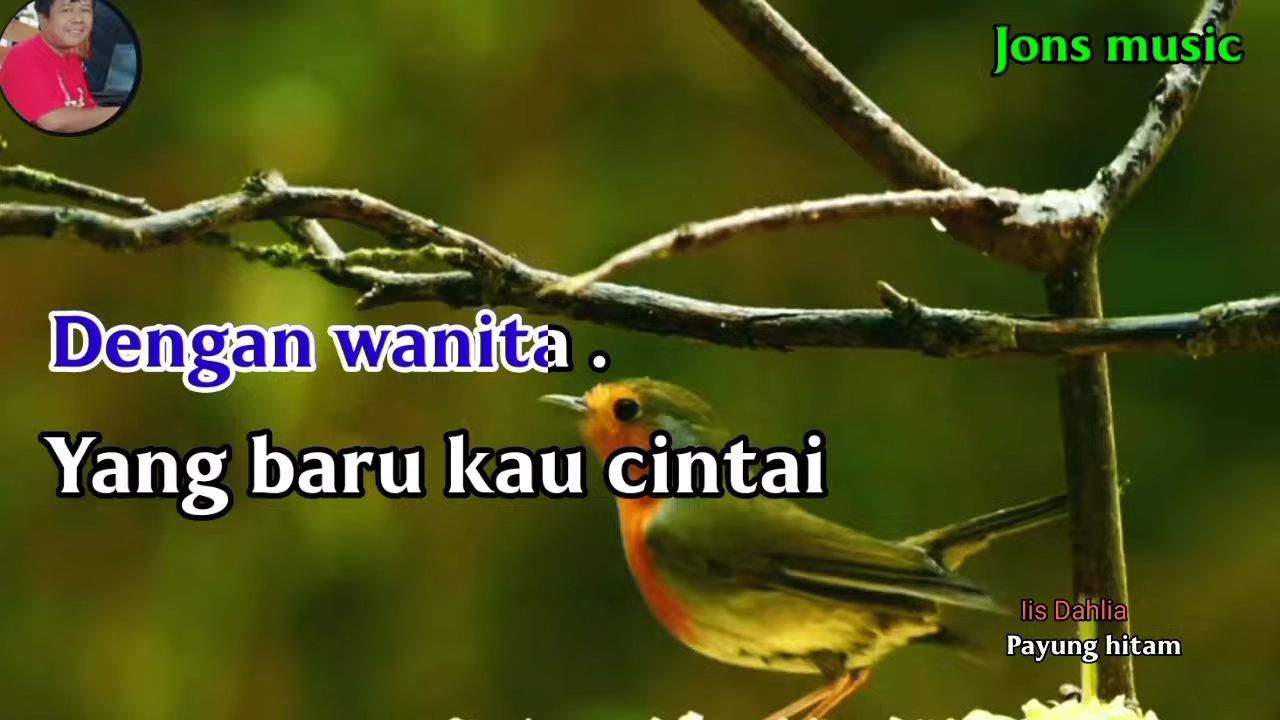 Jons music
Dengan wanita .
Yang baru kau cintai
Iis Dahlia
Payung hitam